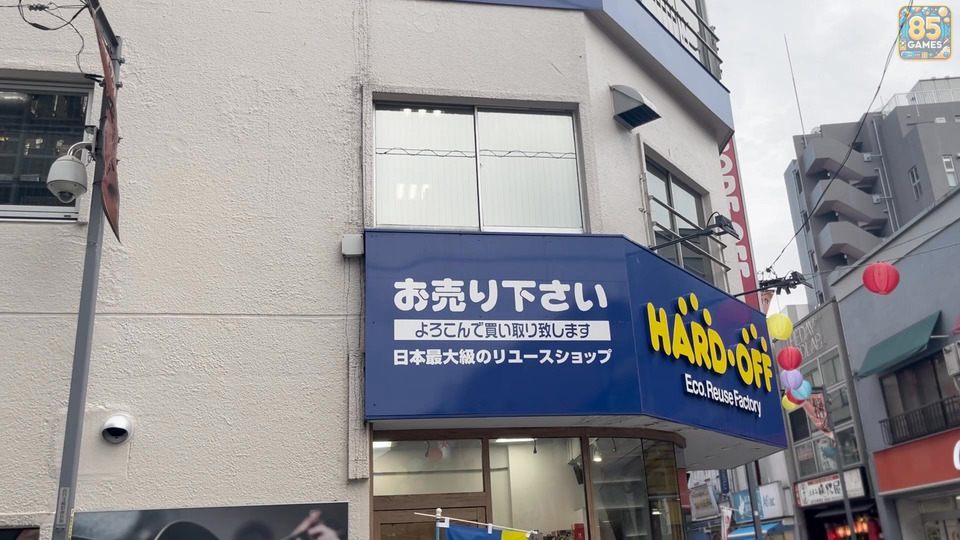 85
GAMES
お売り下さい
よろこんで買い取り致します
日本最大級のリユースショップ
HARD・OFF
Eco.Reuse Factory